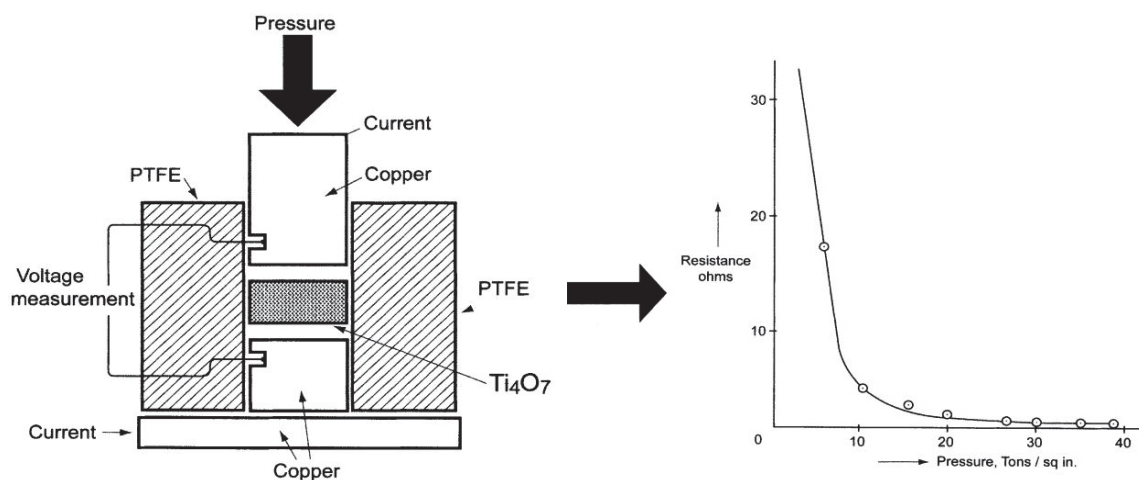 Pressure
Current
Copper
PTFE
Voltage
measurement
PTFE
Ti4O7
Current
Copper
30
20
Resistance
ohms
10
0
10
20
30
40
Pressure, Tons / sq in.